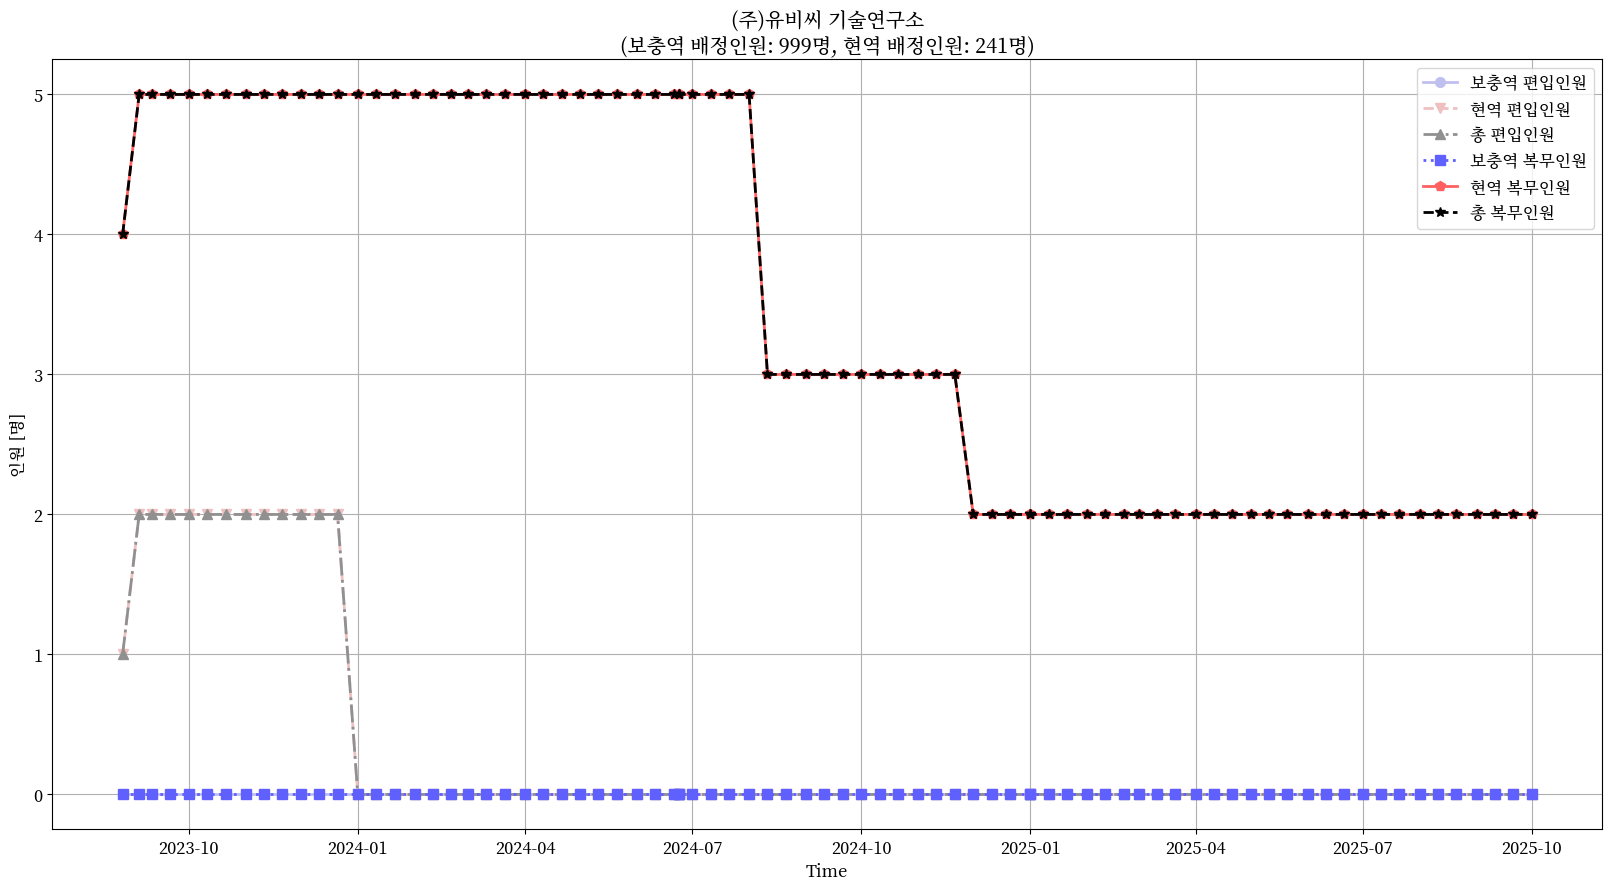 (주)유비씨 기술연구소
(보충역 배정인원: 999명, 현역 배정인원: 241명)
보충역 편입인원
현역 편입인원
총 편입인원
보충역 복무인원
현역 복무인원
총 복무인원
인원 [명]
5
4
3
2
1
0
2023-10
2024-01
2024-04
2024-07
2024-10
2025-01
2025-04
2025-07
2025-10
Time